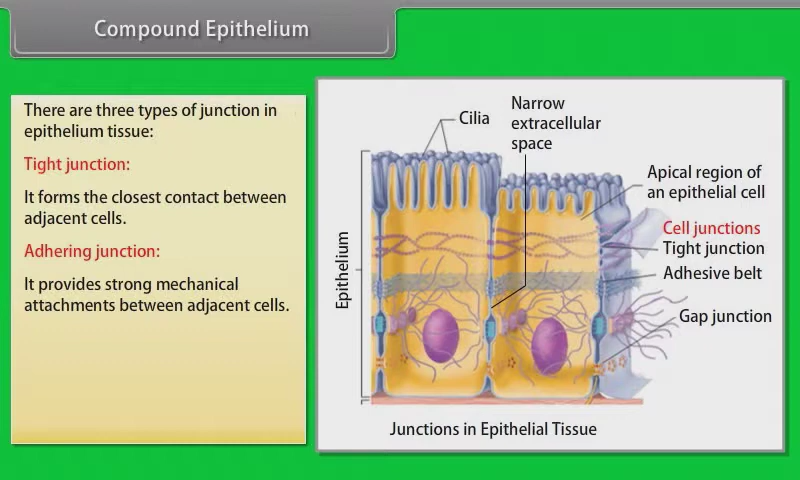 Compound Epithelium
There are three types of junction in
epithelium tissue:
Tight junction:
It forms the closest contact between
adjacent cells.
Adhering junction:
It provides strong mechanical
attachments between adjacent cells.
Cilia
Narrow
extracellular
space
Apical region of
an epithelial cell
Cell junctions
Tight junction
Adhesive belt
Gap junction
Epithelium
Junctions in Epithelial Tissue